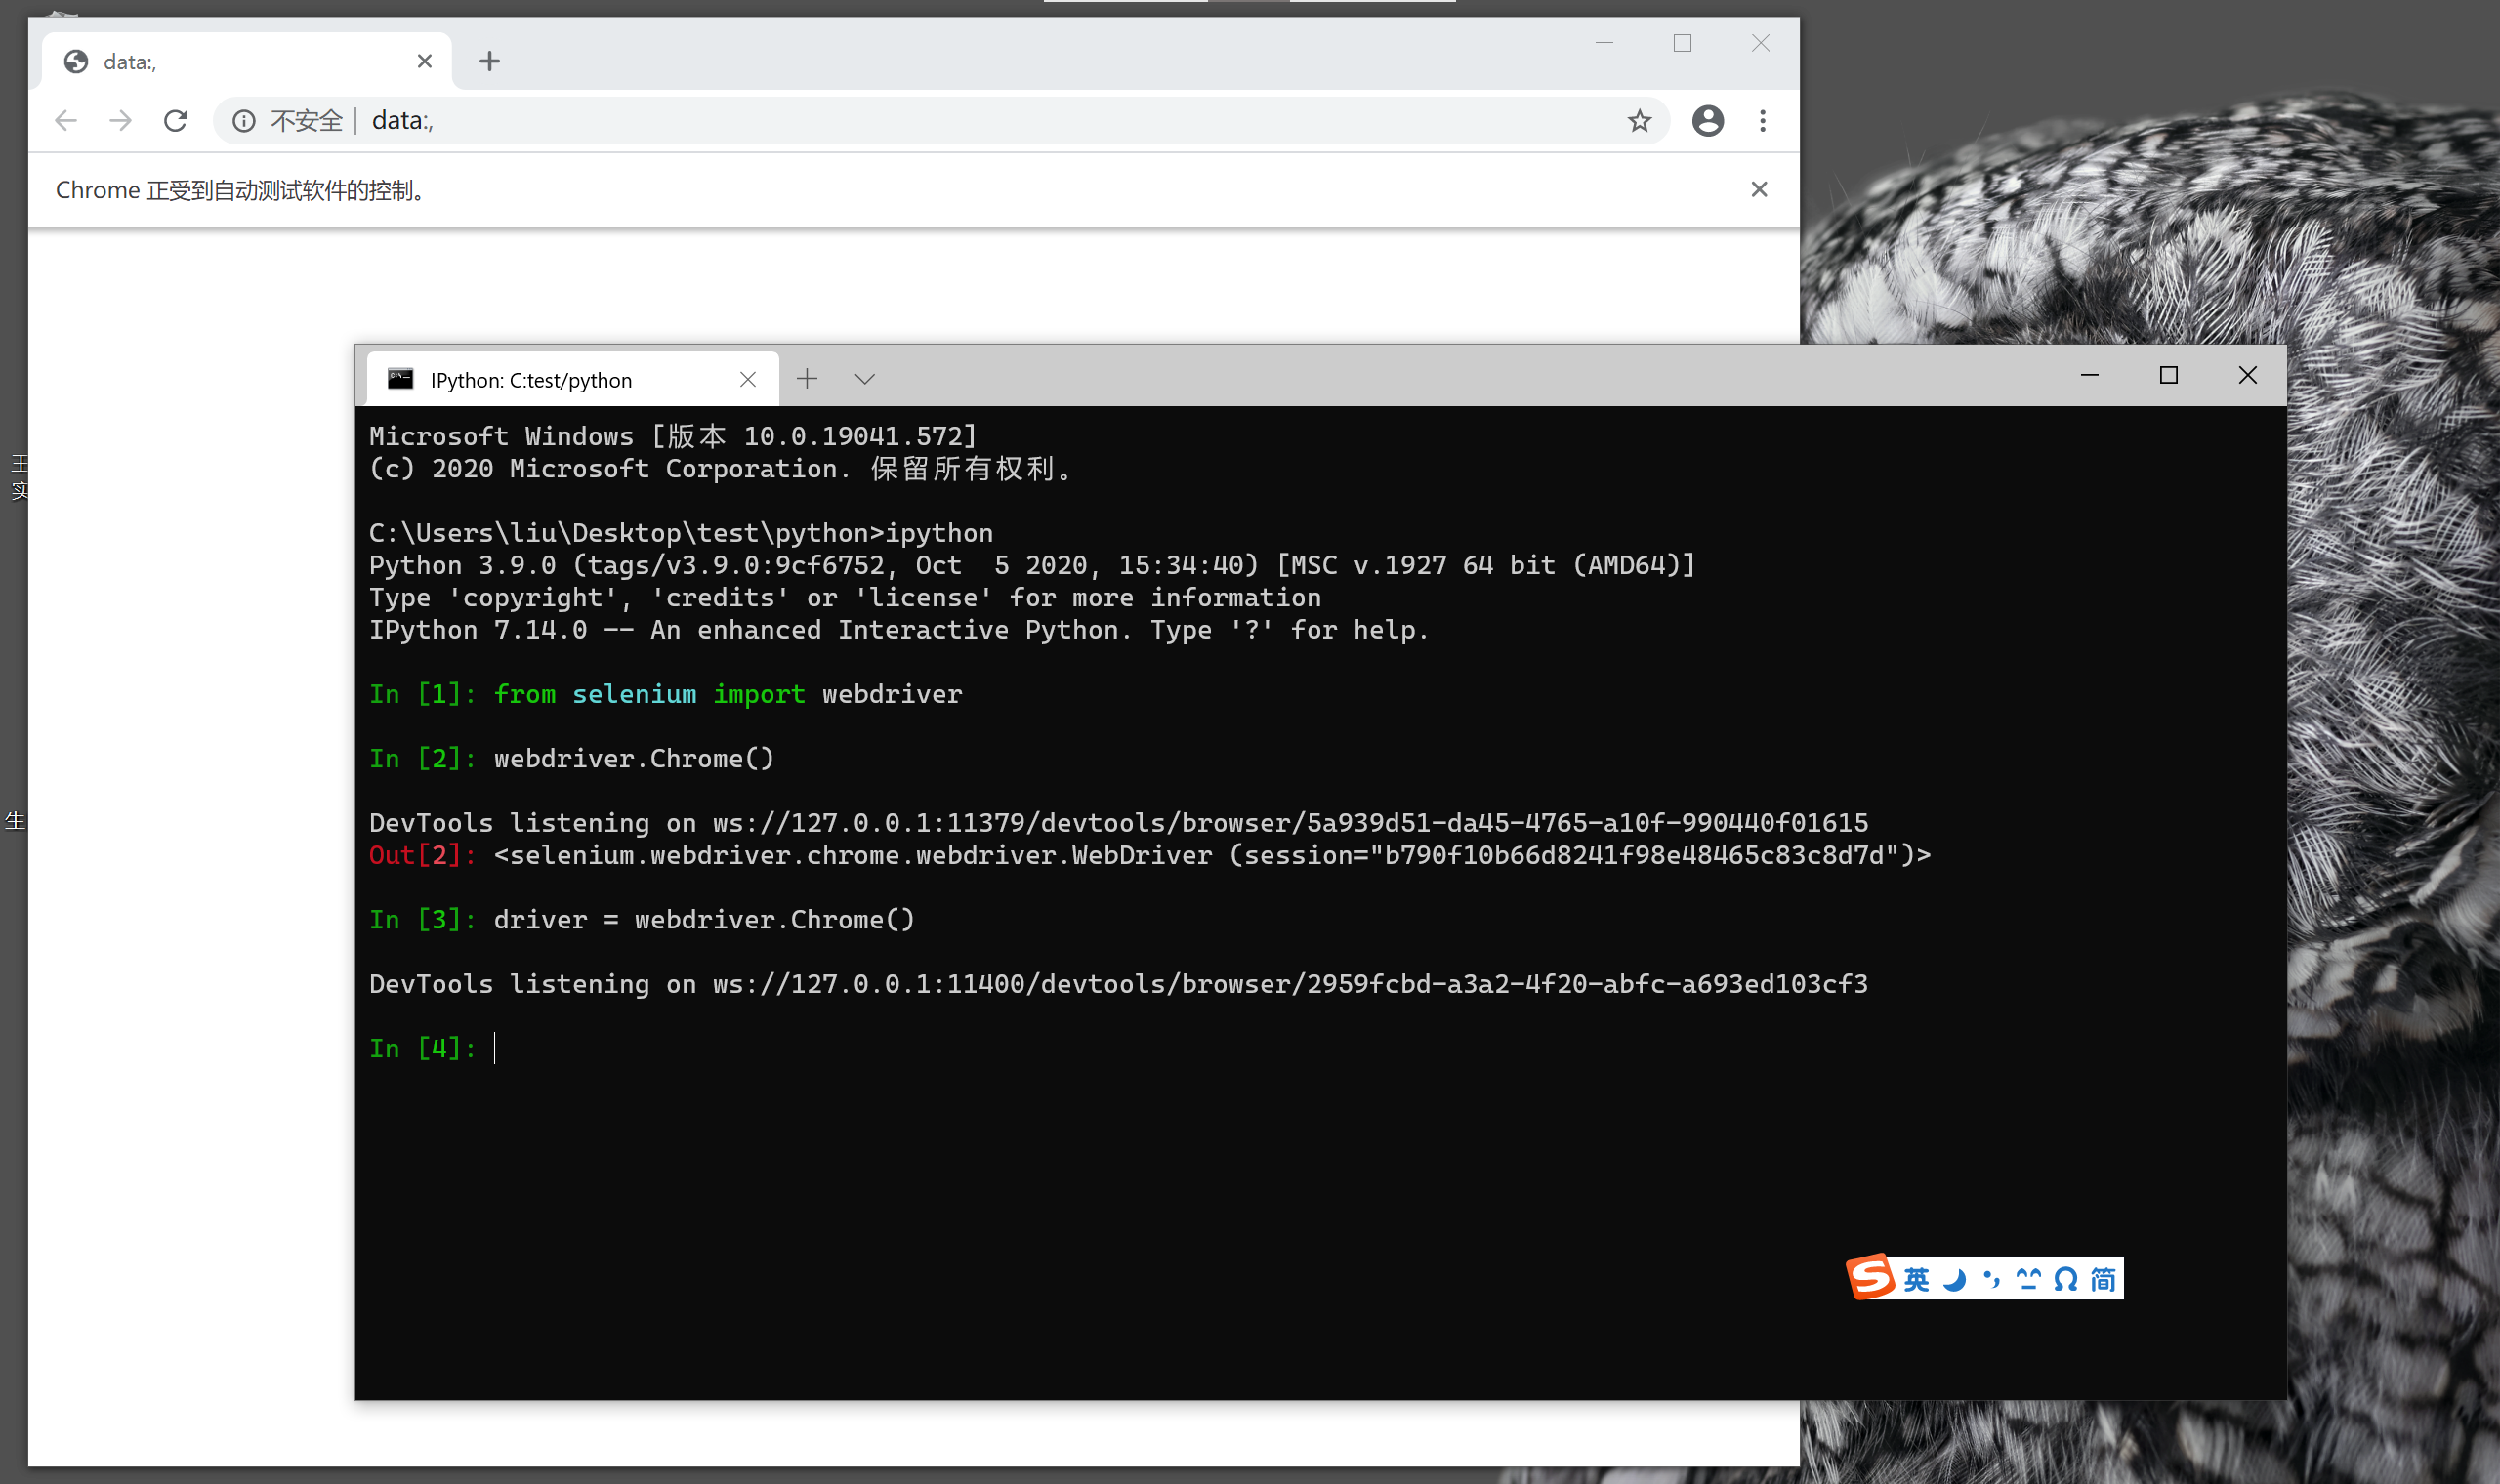 data:,
不安全 data:,
Chrome 正受到自动测试软件的控制。
王
实
生
IPython: C:test/python
Microsoft Windows [版本 10.0.19041.572]
(c) 2020 Microsoft Corporation. 保留所有权利。
C:\Users\liu\Desktop\test\python>ipython
Python 3.9.0 (tags/v3.9.0:9cf6752, Oct  5 2020, 15:34:40) [MSC v.1927 64 bit (AMD64)]
Type 'copyright', 'credits' or 'license' for more information
IPython 7.14.0 -- An enhanced Interactive Python. Type '?' for help.
In [1]: from selenium import webdriver
In [2]: webdriver.Chrome()
DevTools listening on ws://127.0.0.1:11379/devtools/browser/5a939d51-da45-4765-a10f-990440f01615
Out[2]: <selenium.webdriver.chrome.webdriver.WebDriver (session="b790f10b66d8241f98e48465c83c8d7d")>
In [3]: driver = webdriver.Chrome()
DevTools listening on ws://127.0.0.1:11400/devtools/browser/2959fcbd-a3a2-4f20-abfc-a693ed103cf3
In [4]:
英 简